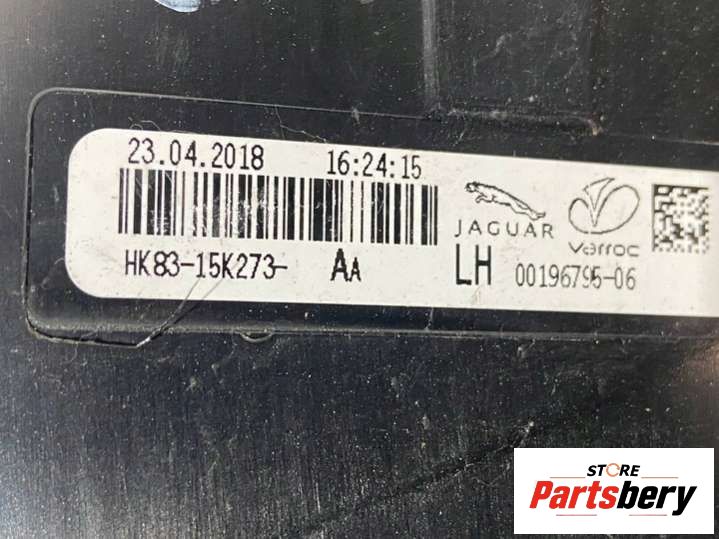 23.04.2018 16:24:15
JAGUAR
Varroc
HK83-15K273- AA
LH 00196795-06
STORE
Partsbery